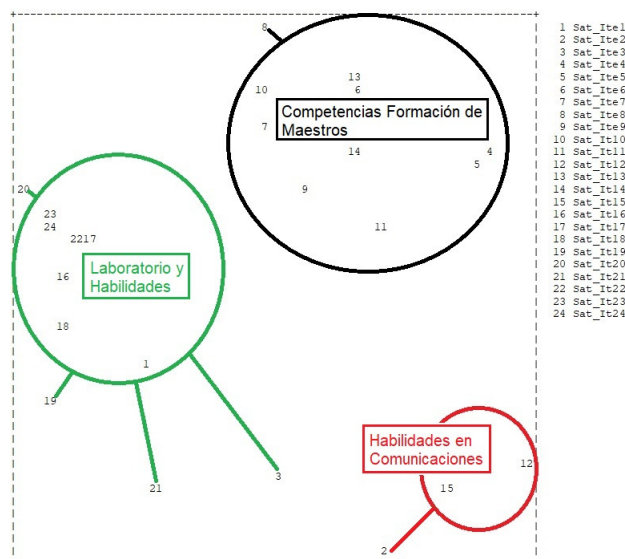 8
1 Sat_Ite1
2 Sat_Ite2
3 Sat_Ite3
4 Sat_Ite4
5 Sat_Ite5
6 Sat_Ite6
7 Sat_Ite7
8 Sat_Ite8
9 Sat_Ite9
10 Sat_It10
11 Sat_It11
12 Sat_It12
13 Sat_It13
14 Sat_It14
15 Sat_It15
16 Sat_It16
17 Sat_It17
18 Sat_It18
19 Sat_It19
20 Sat_It20
21 Sat_It21
22 Sat_It22
23 Sat_It23
24 Sat_It24
13
10
6
Competencias Formación de
Maestros
7
14
4
5
9
11
20
23
24
2217
Laboratorio y
Habilidades
16
18
1
19
21
3
Habilidades en
Comunicaciones
12
15
2